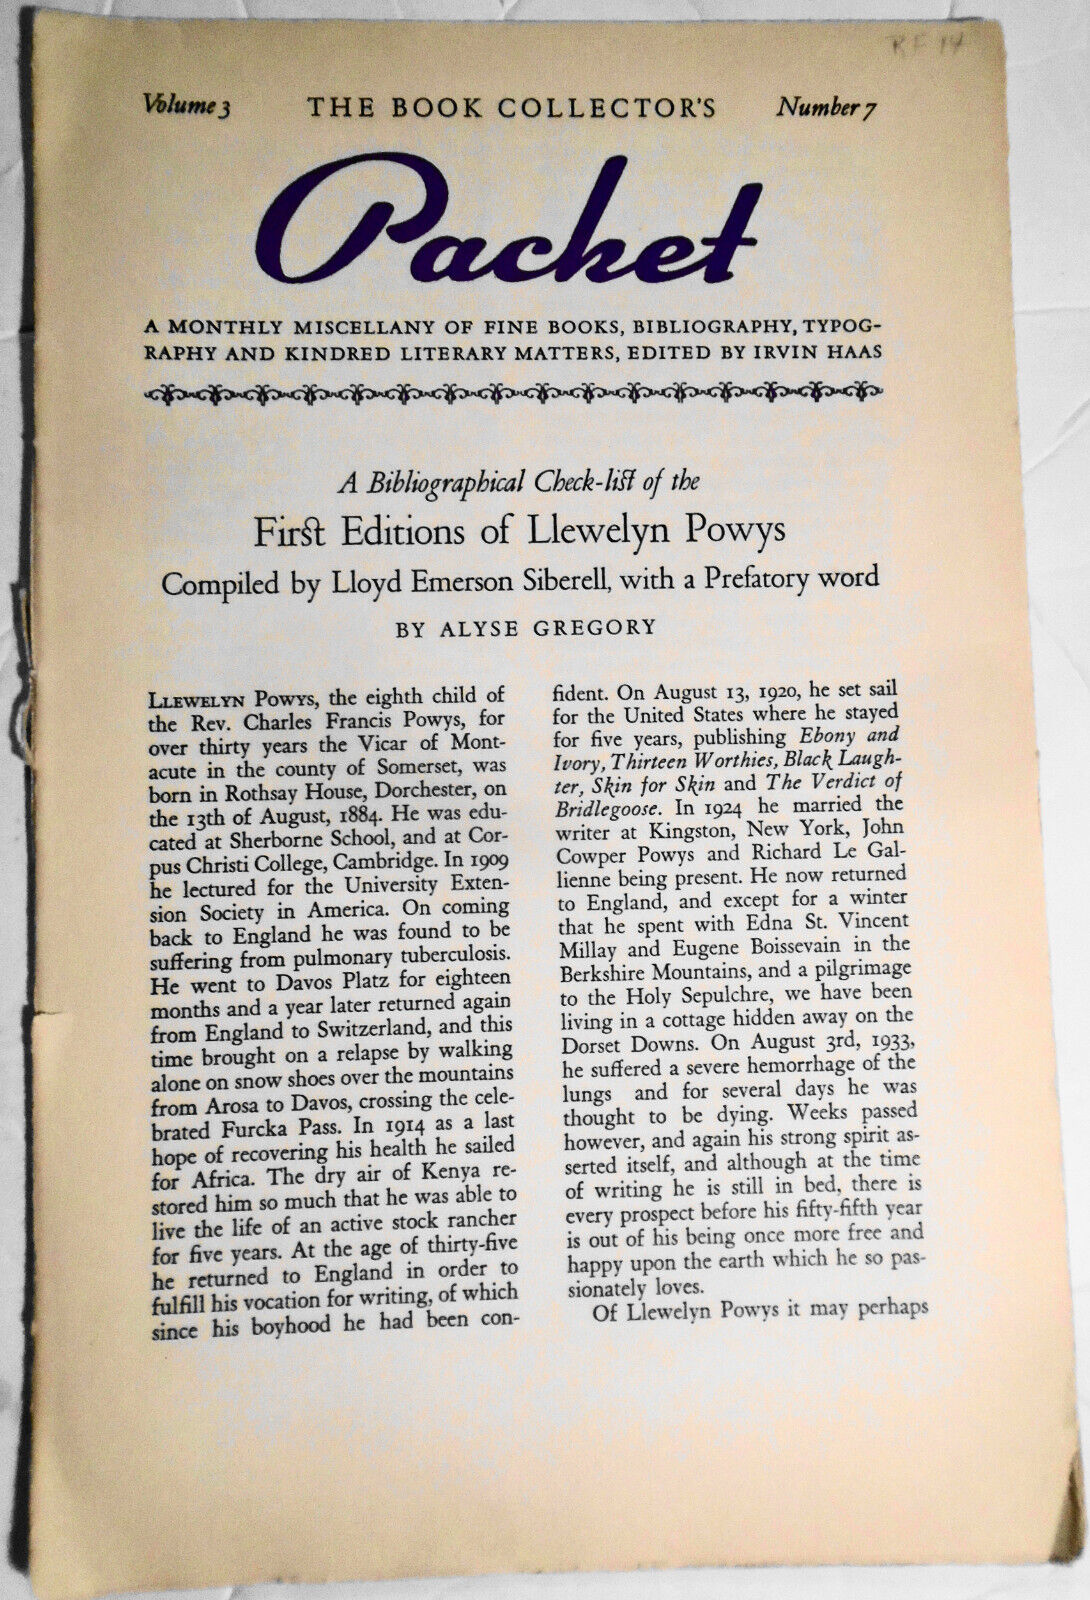 RF 14
Volume 3 THE BOOK COLLECTOR'S Number 7
Packet
A MONTHLY MISCELLANY OF FINE BOOKS, BIBLIOGRAPHY, TYPOG-
RAPHY AND KINDRED LITERARY MATTERS, EDITED BY IRVIN HAAS
A Bibliographical Check-list of the
First Editions of Llewelyn Powys
Compiled by Lloyd Emerson Siberell, with a Prefatory word
BY ALYSE GREGORY
LLEWELYN POWYS, the eighth child of
the Rev. Charles Francis Powys, for
over thirty years the Vicar of Mont-
acute in the county of Somerset, was
born in Rothsay House, Dorchester, on
the 13th of August, 1884. He was edu-
cated at Sherborne School, and at Cor-
pus Christi College, Cambridge. In 1909
he lectured for the University Exten-
sion Society in America. On coming
back to England he was found to be
suffering from pulmonary tuberculosis.
He went to Davos Platz for eighteen
months and a year later returned again
from England to Switzerland, and this
time brought on a relapse by walking
alone on snow shoes over the mountains
from Arosa to Davos, crossing the cele-
brated Furcka Pass. In 1914 as a last
hope of recovering his health he sailed
for Africa. The dry air of Kenya re-
stored him so much that he was able to
live the life of an active stock rancher
for five years. At the age of thirty-five
he returned to England in order to
fulfill his vocation for writing, of which
since his boyhood he had been con-
fident. On August 13, 1920, he set sail
for the United States where he stayed
for five years, publishing Ebony and
Ivory, Thirteen Worthies, Black Laugh-
ter, Skin for Skin and The Verdict of
Bridlegoose. In 1924 he married the
writer at Kingston, New York, John
Cowper Powys and Richard Le Gal-
lienne being present. He now returned
to England, and except for a winter
that he spent with Edna St. Vincent
Millay and Eugene Boissevain in the
Berkshire Mountains, and a pilgrimage
to the Holy Sepulchre, we have been
living in a cottage hidden away on the
Dorset Downs. On August 3rd, 1933,
he suffered a severe hemorrhage of the
lungs and for several days he was
thought to be dying. Weeks passed
however, and again his strong spirit as-
serted itself, and although at the time
of writing he is still in bed, there is
every prospect before his fifty-fifth year
is out of his being once more free and
happy upon the earth which he so pas-
sionately loves.
Of Llewelyn Powys it may perhaps